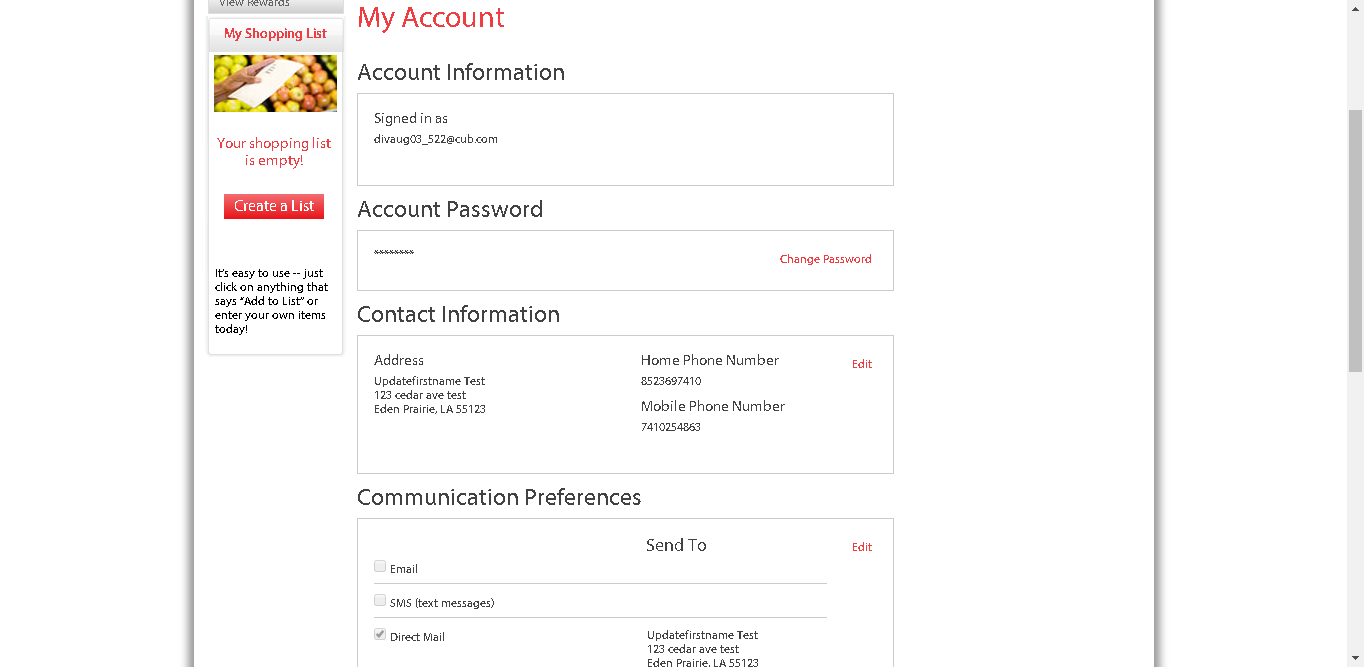 View Rewards
My Shopping List
Your shopping list
is empty!
Create a List
It's easy to use -- just
click on anything that
says “Add to List” or
enter your own items
today!
My Account
Account Information
Signed in as
divaug03_522@cub.com
Account Password
********
Change Password
Contact Information
Address
Updatefirstname Test
123 cedar ave test
Eden Prairie, LA 55123
Home Phone Number
8523697410
Mobile Phone Number
7410254863
Edit
Communication Preferences
Send To
Edit
Email
SMS (text messages)
Direct Mail
Updatefirstname Test
123 cedar ave test
Eden Prairie, LA 55123